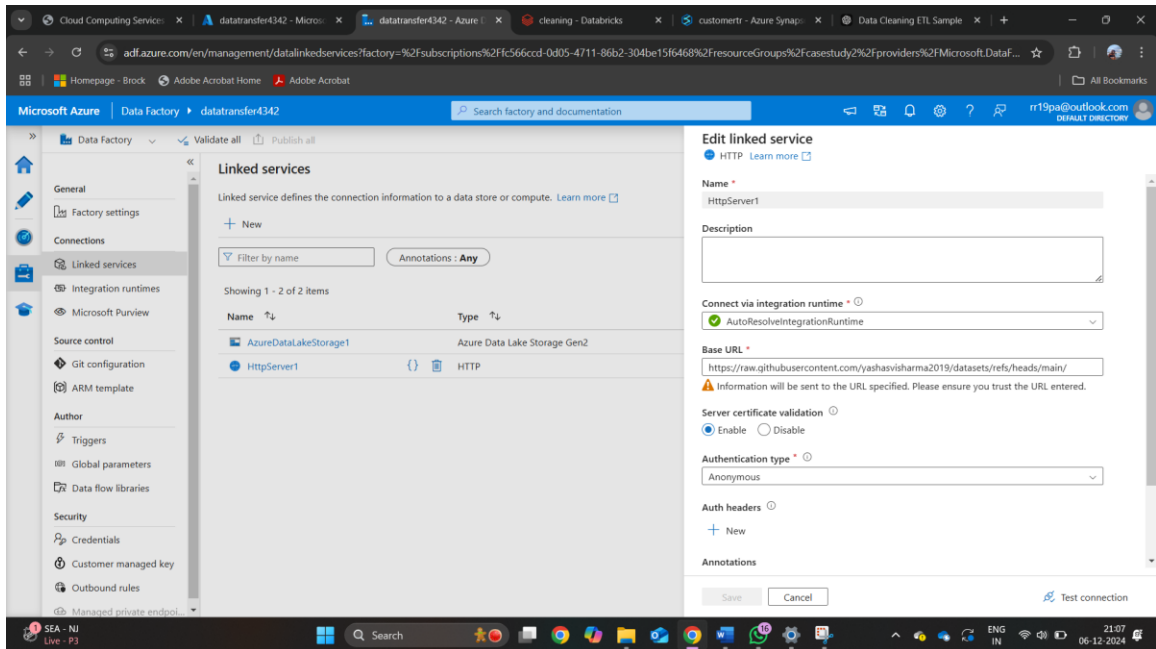 Cloud Computing Services
datatransfer4342 - Microsc
datatransfer4342 - Azure D
cleaning - Databricks
customertr - Azure Synaps
Data Cleaning ETL Sample
adf.azure.com/en/management/datalinkedservices?factory=%2Fsubscriptions%2Ffc566ccd-0d05-4711-86b2-304be15f6468%2FresourceGroups%2Fcasestudy2%2Fproviders%2FMicrosoft.DataF...
Homepage - Brock
Adobe Acrobat Home
Adobe Acrobat
All Bookmarks
Microsoft Azure
Data Factory
datatransfer4342
Search factory and documentation
rr19pa@outlook.com
DEFAULT DIRECTORY
Data Factory
Validate all
Publish all
General
Factory settings
Connections
Linked services
Integration runtimes
Microsoft Purview
Source control
Git configuration
ARM template
Author
Triggers
Global parameters
Data flow libraries
Security
Credentials
Customer managed key
Outbound rules
Managed private endpoi...
Linked services
Linked service defines the connection information to a data store or compute. Learn more
New
Filter by name
Annotations : Any
Showing 1 - 2 of 2 items
Name
Type
AzureDataLakeStorage1
Azure Data Lake Storage Gen2
HttpServer1
{}
HTTP
Edit linked service
HTTP Learn more
Name *
HttpServer1
Description
Connect via integration runtime *
AutoResolveIntegrationRuntime
Base URL *
https://raw.githubusercontent.com/yashasvisharma2019/datasets/refs/heads/main/
Information will be sent to the URL specified. Please ensure you trust the URL entered.
Server certificate validation
Enable
Disable
Authentication type *
Anonymous
Auth headers
New
Annotations
Save
Cancel
Test connection
1
SEA - NJ
Live - P3
Search
16
ENG
IN
21:07
06-12-2024